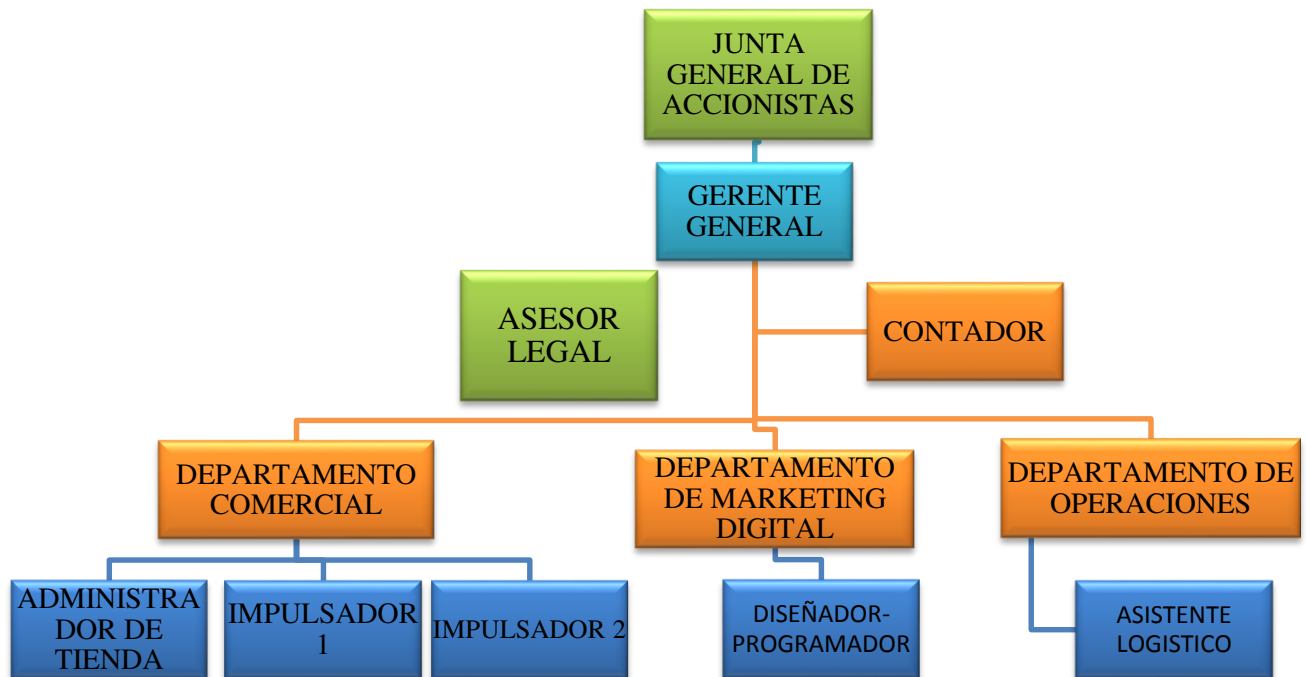 JUNTA
GENERAL DE
ACCIONISTAS
GERENTE
GENERAL
ASESOR
LEGAL
CONTADOR
DEPARTAMENTO
COMERCIAL
DEPARTAMENTO
DE MARKETING
DIGITAL
DEPARTAMENTO DE
OPERACIONES
ADMINISTRA
DOR DE
TIENDA
IMPULSADOR
1
IMPULSADOR 2
DISEÑADOR-
PROGRAMADOR
ASISTENTE
LOGISTICO